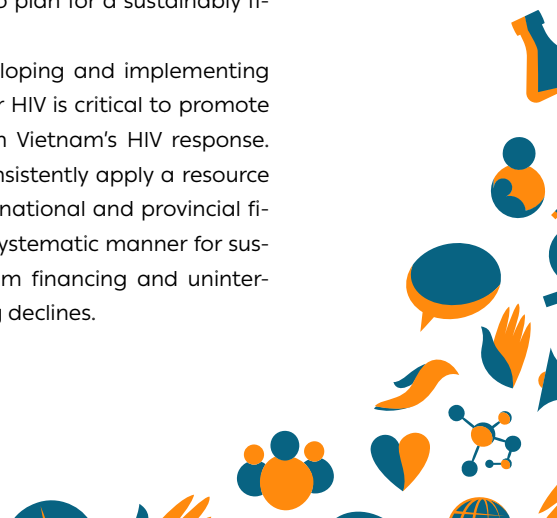 o plan for a sustainably fi-
loping and implementing
r HIV is critical to promote
n Vietnam's HIV response.
nsistently apply a resource
national and provincial fi-
ystematic manner for sus-
m financing and uninter-
g declines.